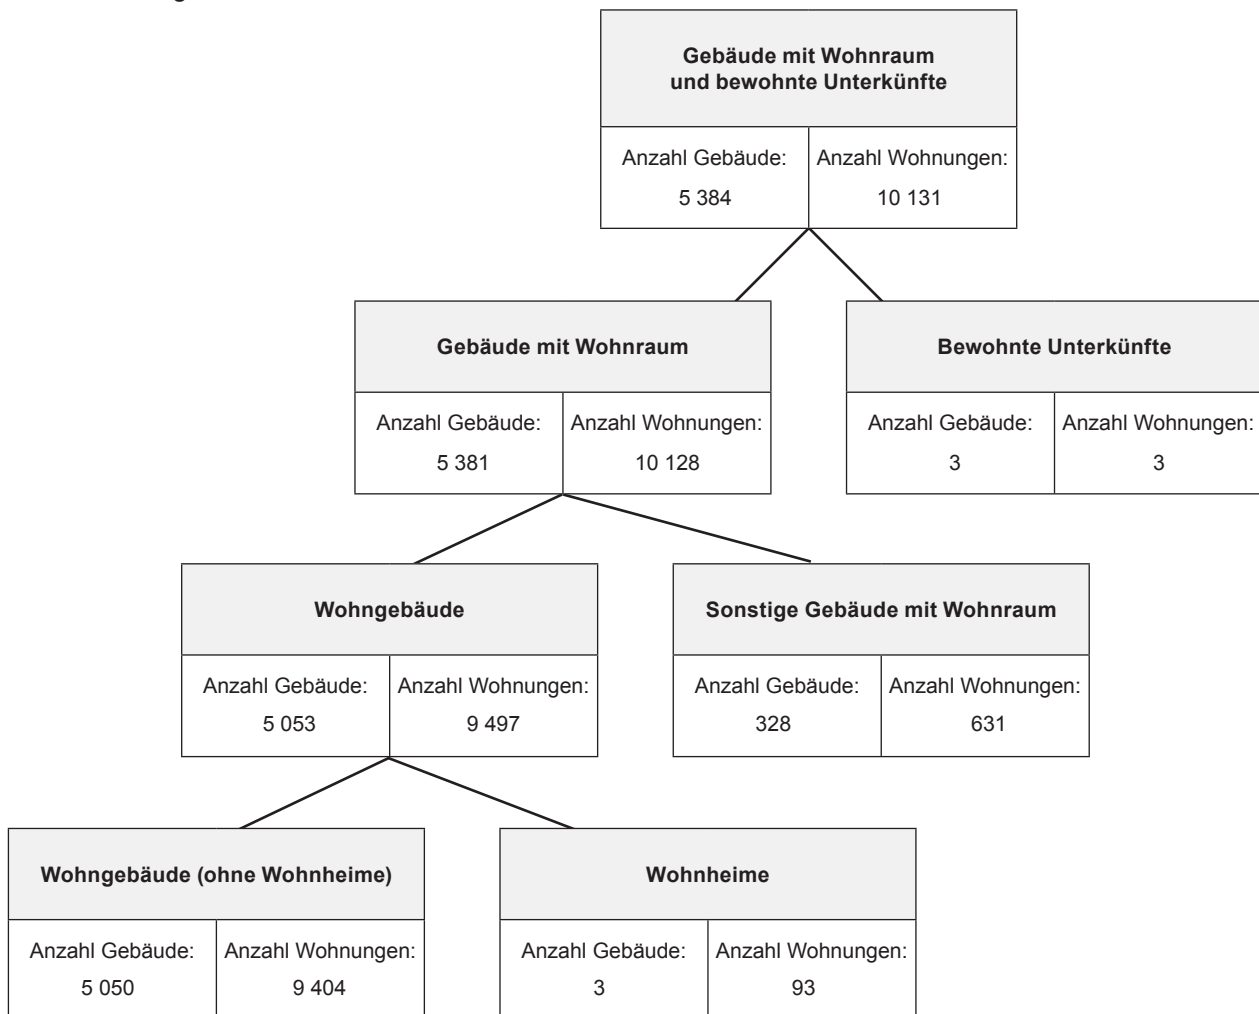 Gebäude mit Wohnraum
und bewohnte Unterkünfte
Anzahl Gebäude: Anzahl Wohnungen:
5 384 10 131
Gebäude mit Wohnraum
Anzahl Gebäude: Anzahl Wohnungen:
5 381 10 128
Bewohnte Unterkünfte
Anzahl Gebäude: Anzahl Wohnungen:
3 3
Wohngebäude
Anzahl Gebäude: Anzahl Wohnungen:
5 053 9 497
Sonstige Gebäude mit Wohnraum
Anzahl Gebäude: Anzahl Wohnungen:
328 631
Wohngebäude (ohne Wohnheime)
Anzahl Gebäude: Anzahl Wohnungen:
5 050 9 404
Wohnheime
Anzahl Gebäude: Anzahl Wohnungen:
3 93